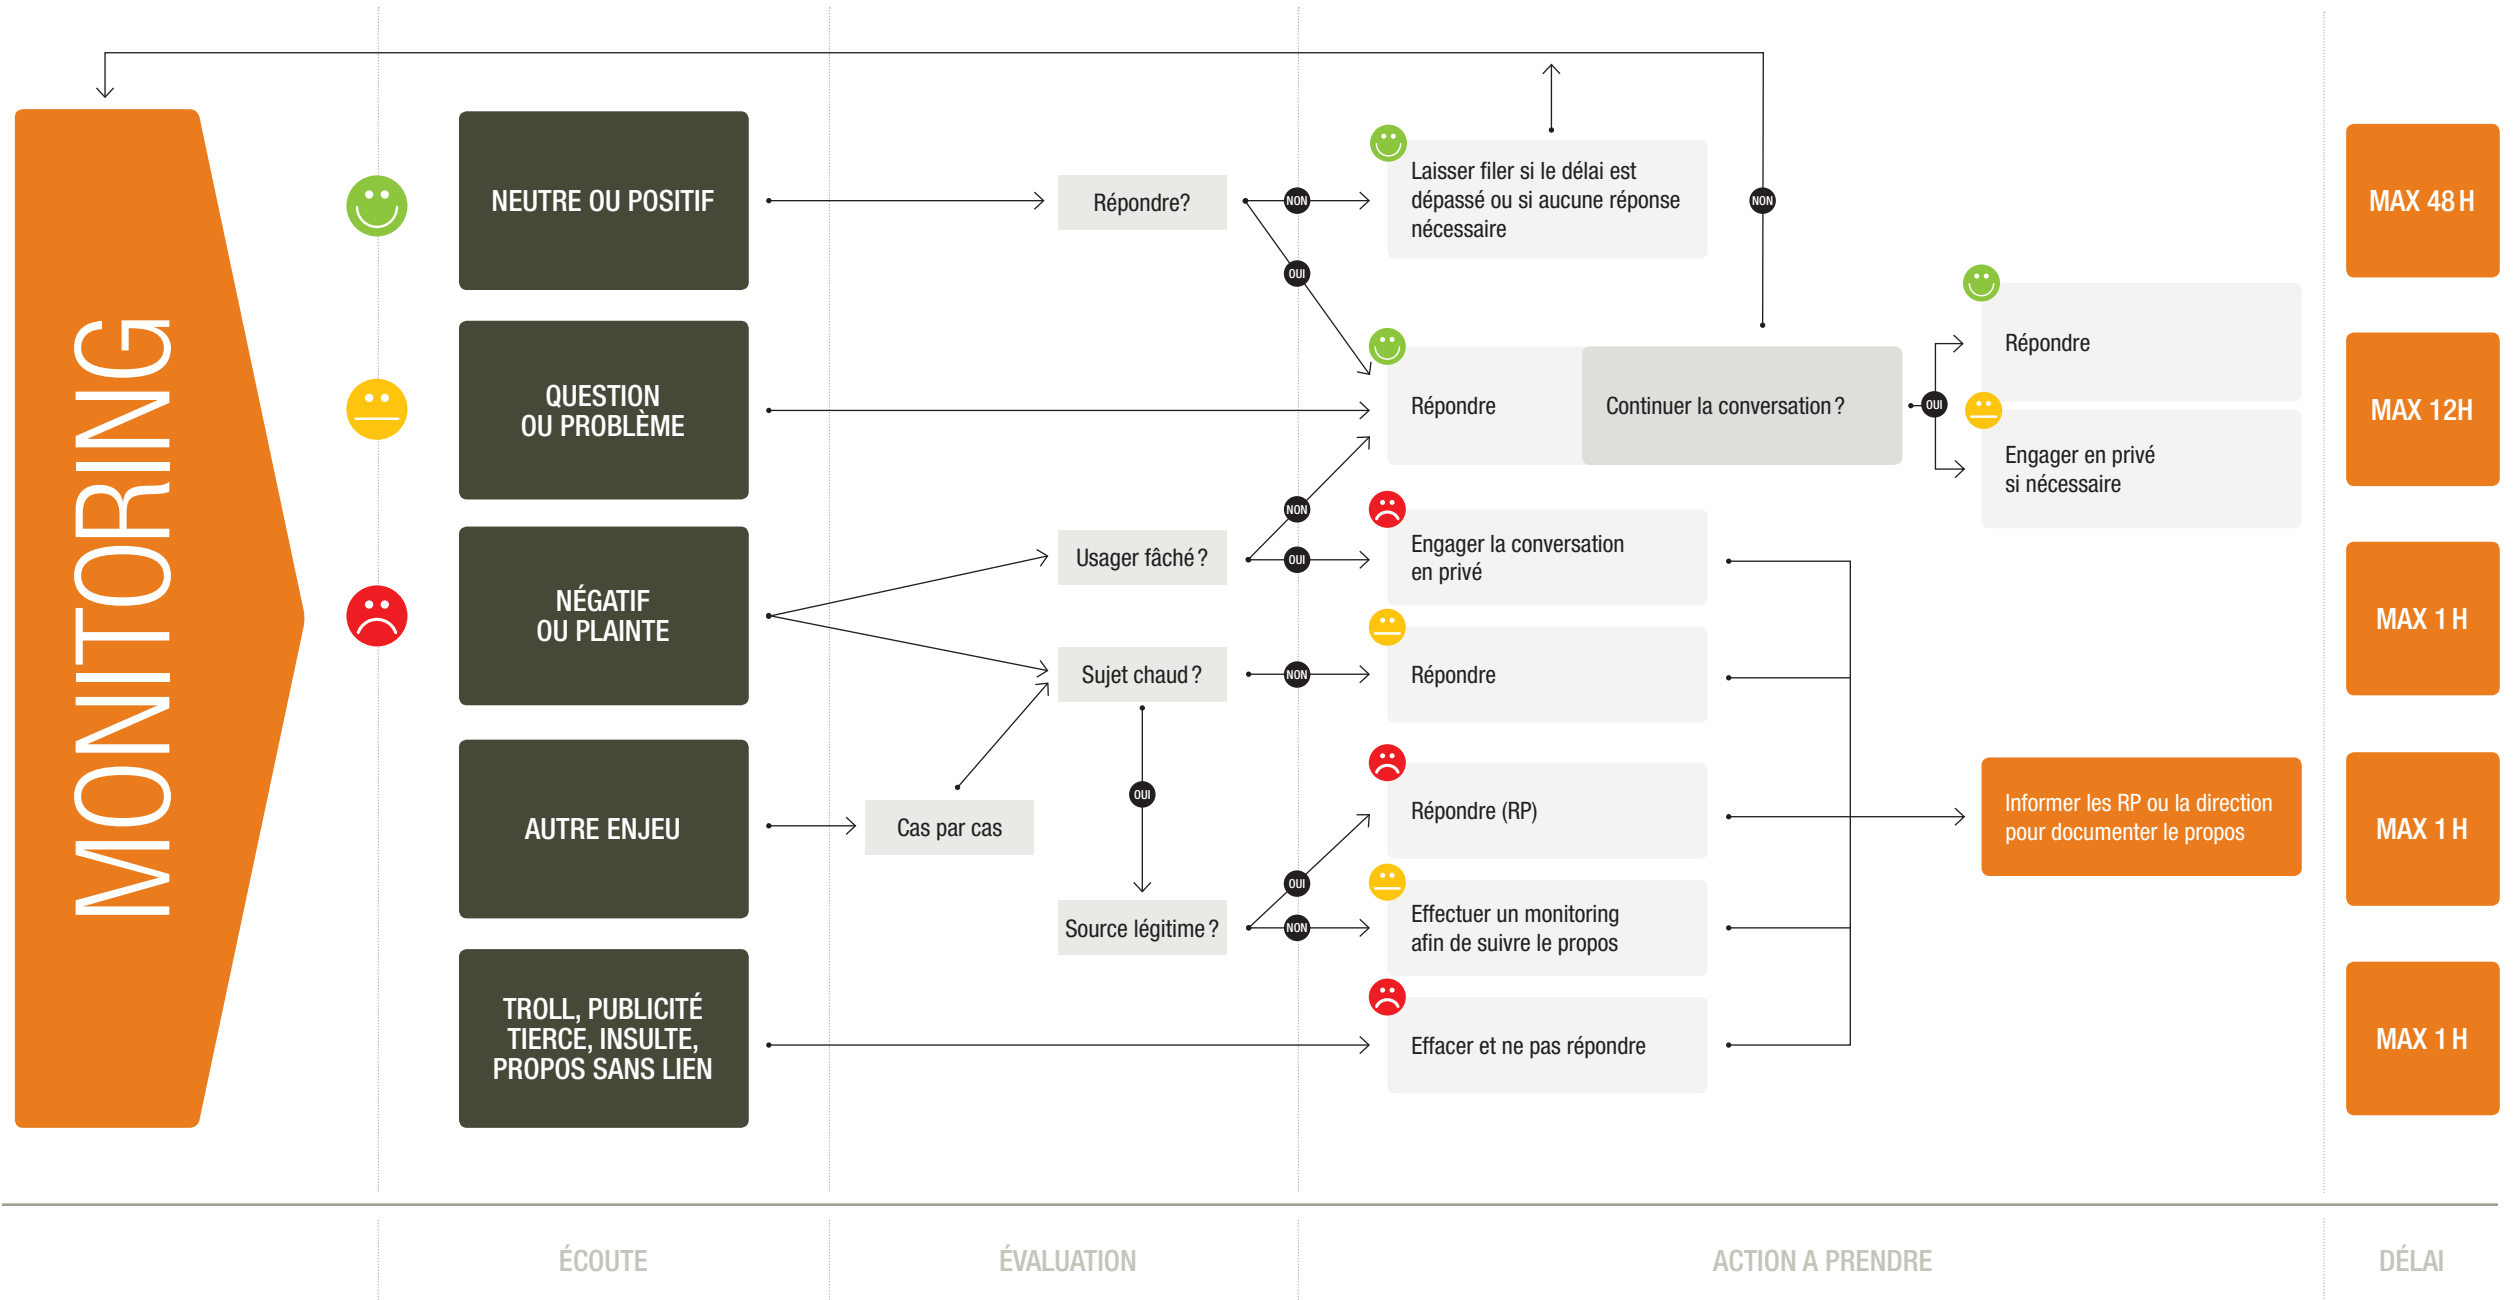 MONITORING
NEUTRE OU POSITIF
Répondre?
NON
OUI
Laisser filer si le délai est
dépassé ou si aucune réponse
nécessaire
NON
MAX 48 H
QUESTION
OU PROBLÈME
Répondre
Continuer la conversation ?
OUI
Répondre
Engager en privé
si nécessaire
MAX 12H
NÉGATIF
OU PLAINTE
Usager fâché ?
NON
OUI
Engager la conversation
en privé
Sujet chaud ?
NON
Répondre
MAX 1 H
AUTRE ENJEU
Cas par cas
OUI
Source légitime ?
OUI
NON
Répondre (RP)
Effectuer un monitoring
afin de suivre le propos
Informer les RP ou la direction
pour documenter le propos
MAX 1 H
TROLL, PUBLICITÉ
TIERCE, INSULTE,
PROPOS SANS LIEN
Effacer et ne pas répondre
MAX 1 H
ÉCOUTE
ÉVALUATION
ACTION A PRENDRE
DÉLAI